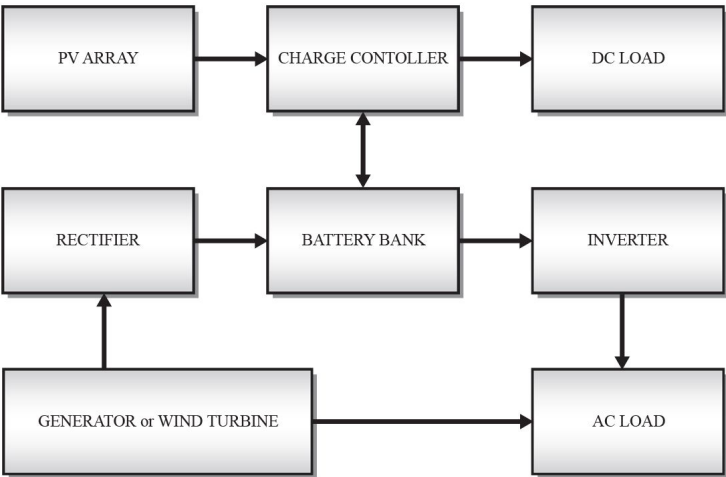 PV ARRAY
CHARGE CONTOLLER
DC LOAD
RECTIFIER
BATTERY BANK
INVERTER
GENERATOR or WIND TURBINE
AC LOAD